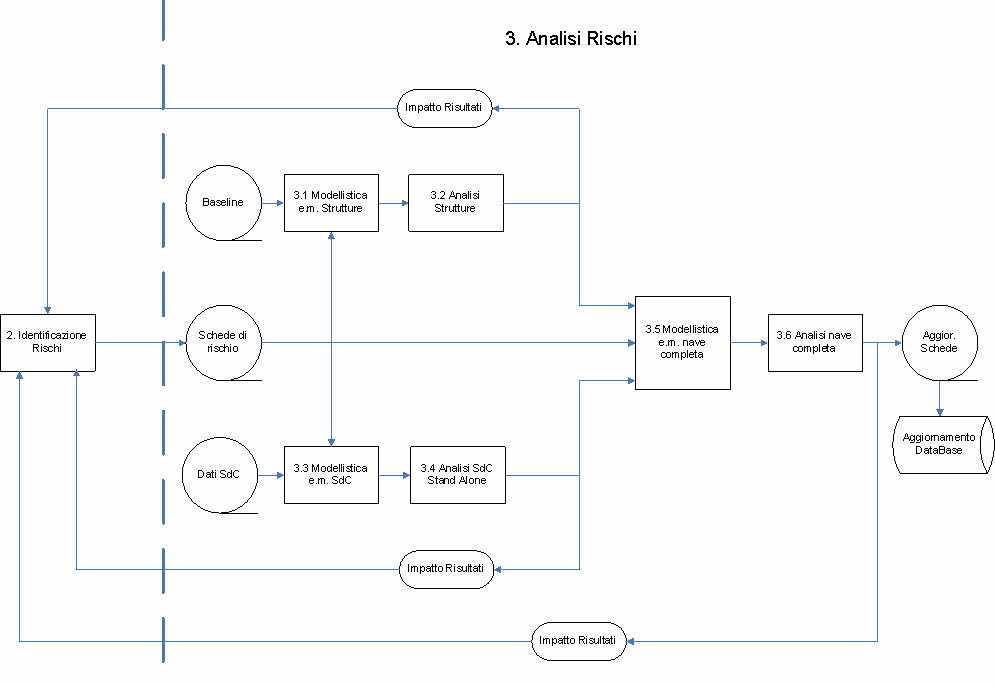 3. Analisi Rischi
Impatto Risultati
Baseline
3.1 Modellistica
e.m. Strutture
3.2 Analisi
Strutture
2. Identificazione
Rischi
Schede di
rischio
3.5 Modellistica
e.m. nave
completa
3.6 Analisi nave
completa
Aggior.
Schede
Aggiornamento
DataBase
Dati SdC
3.3 Modellistica
e.m. SdC
3.4 Analisi SdC
Stand Alone
Impatto Risultati
Impatto Risultati